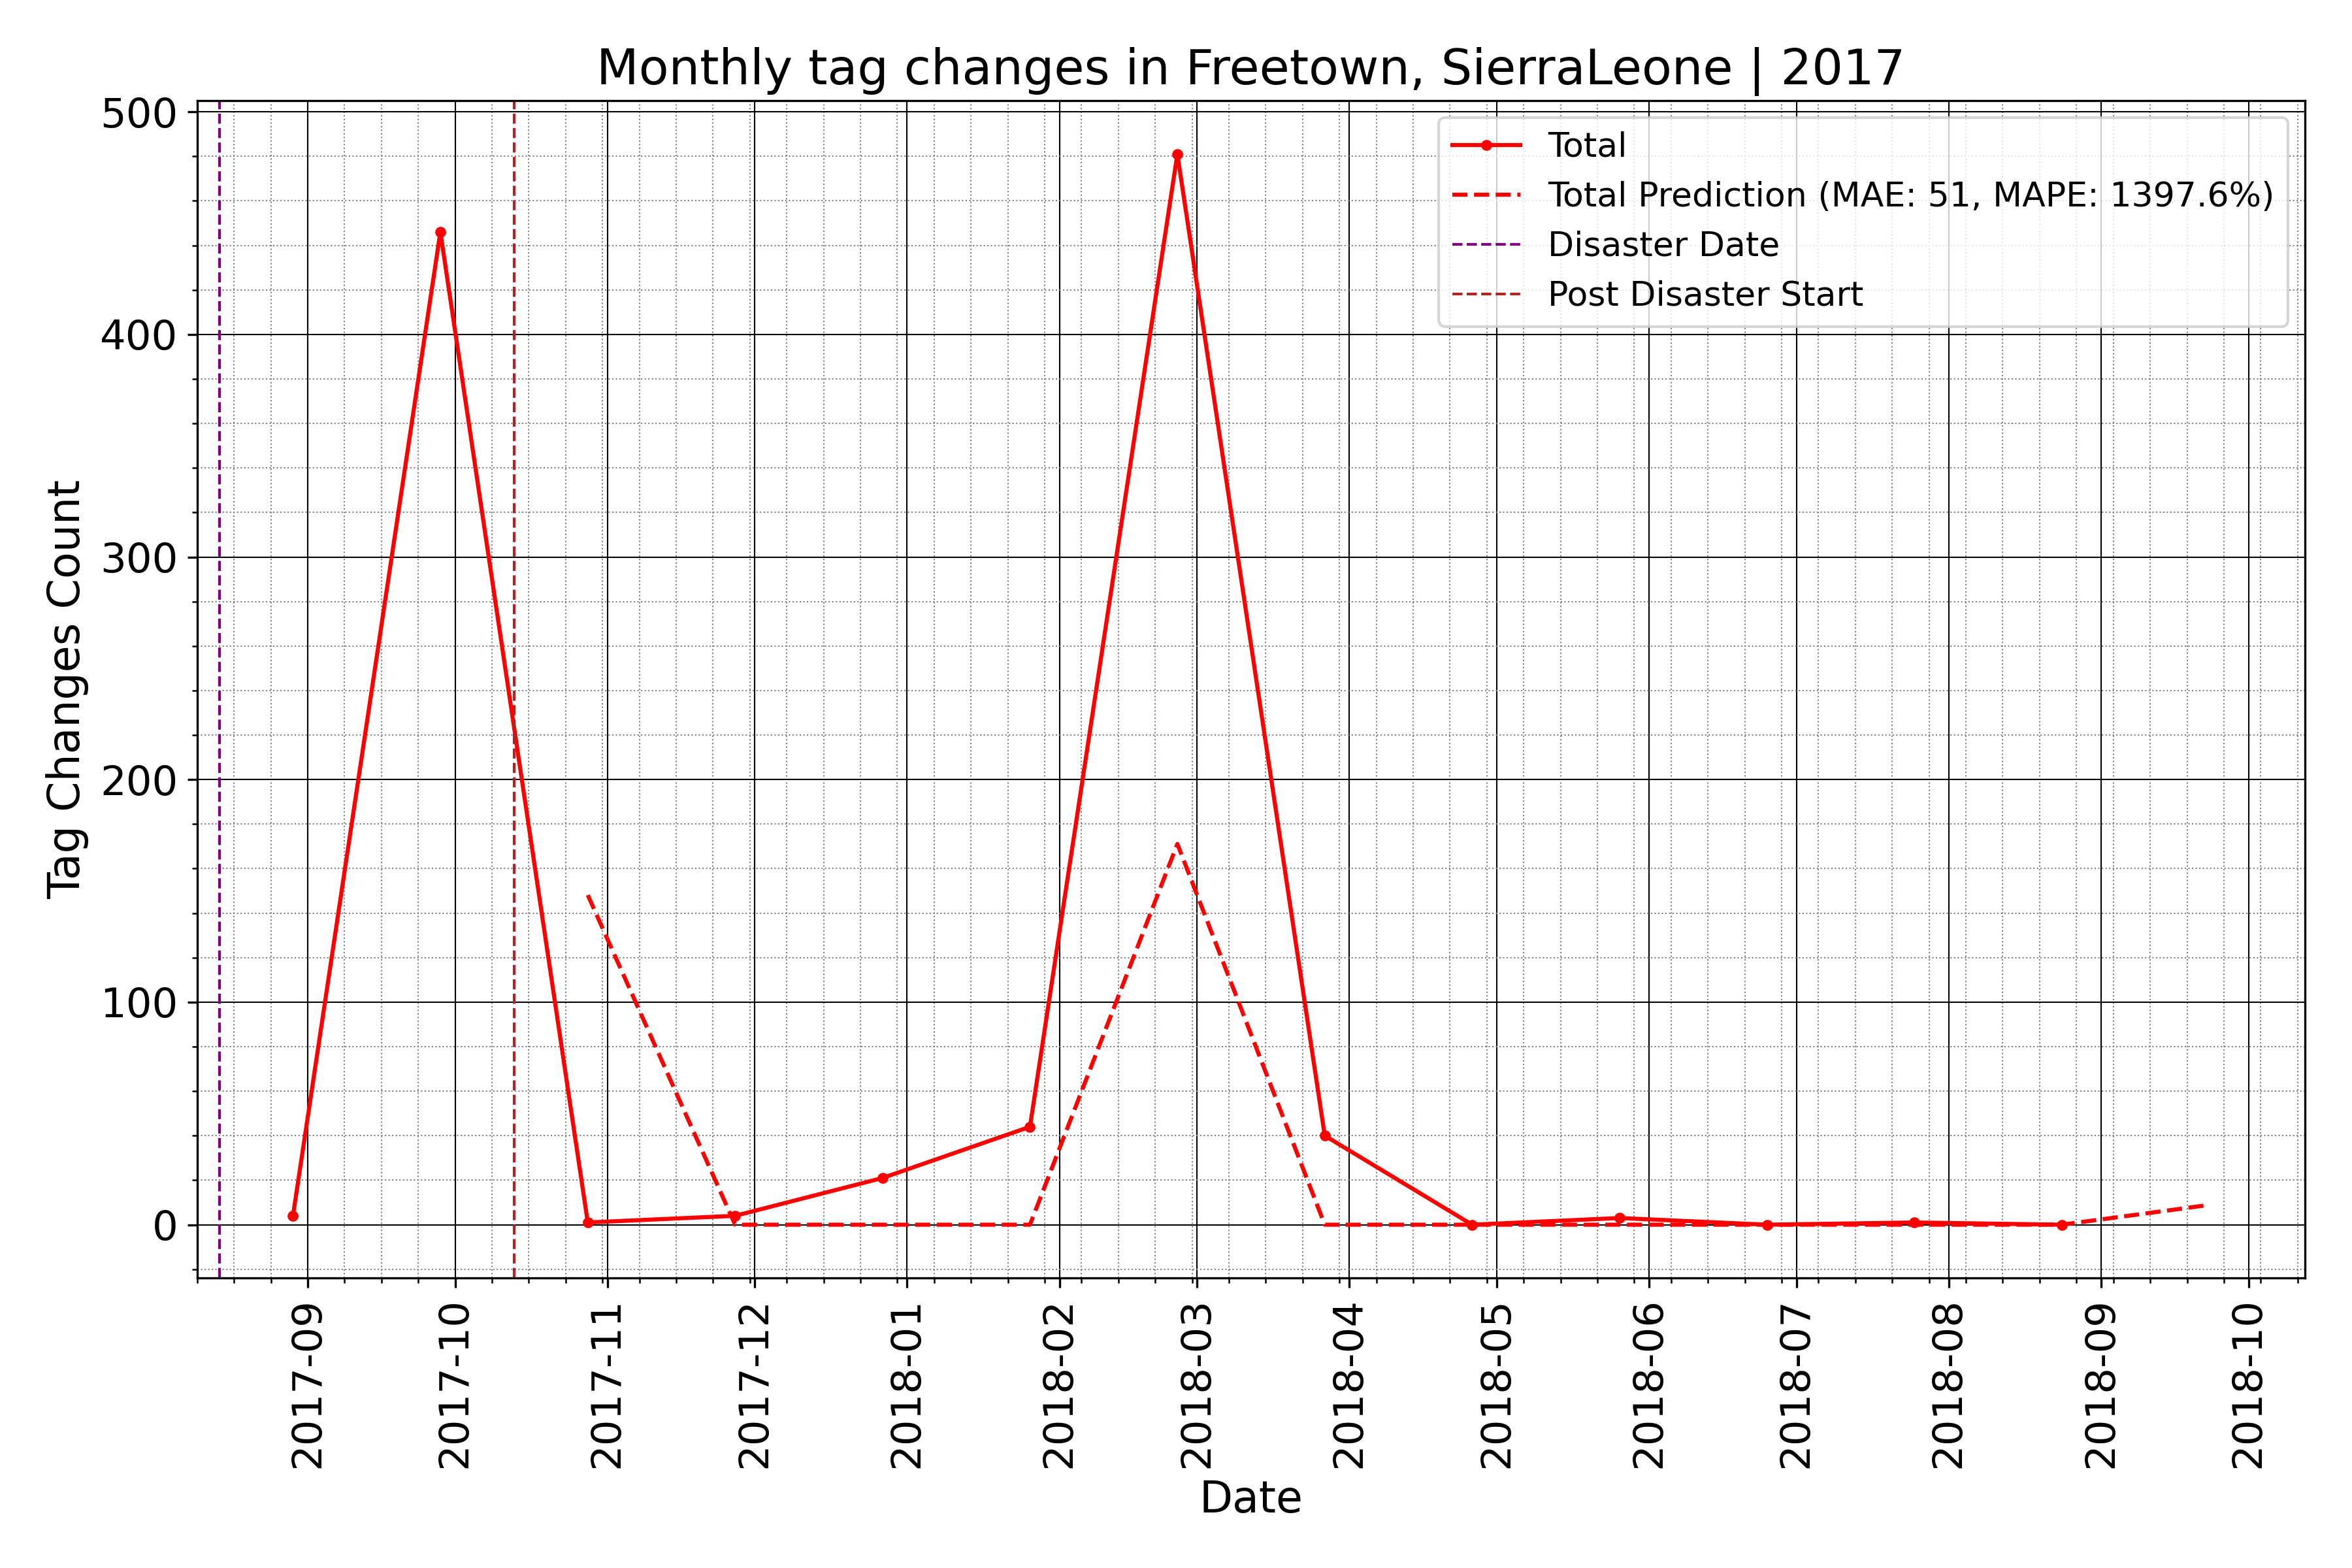 Monthly tag changes in Freetown, SierraLeone | 2017
Total
Total Prediction (MAE: 51, MAPE: 1397.6%)
Disaster Date
Post Disaster Start
Tag Changes Count
500
400
300
200
100
0
2017-09
2017-10
2017-11
2017-12
2018-01
2018-02
2018-03
2018-04
2018-05
2018-06
2018-07
2018-08
2018-09
2018-10
Date